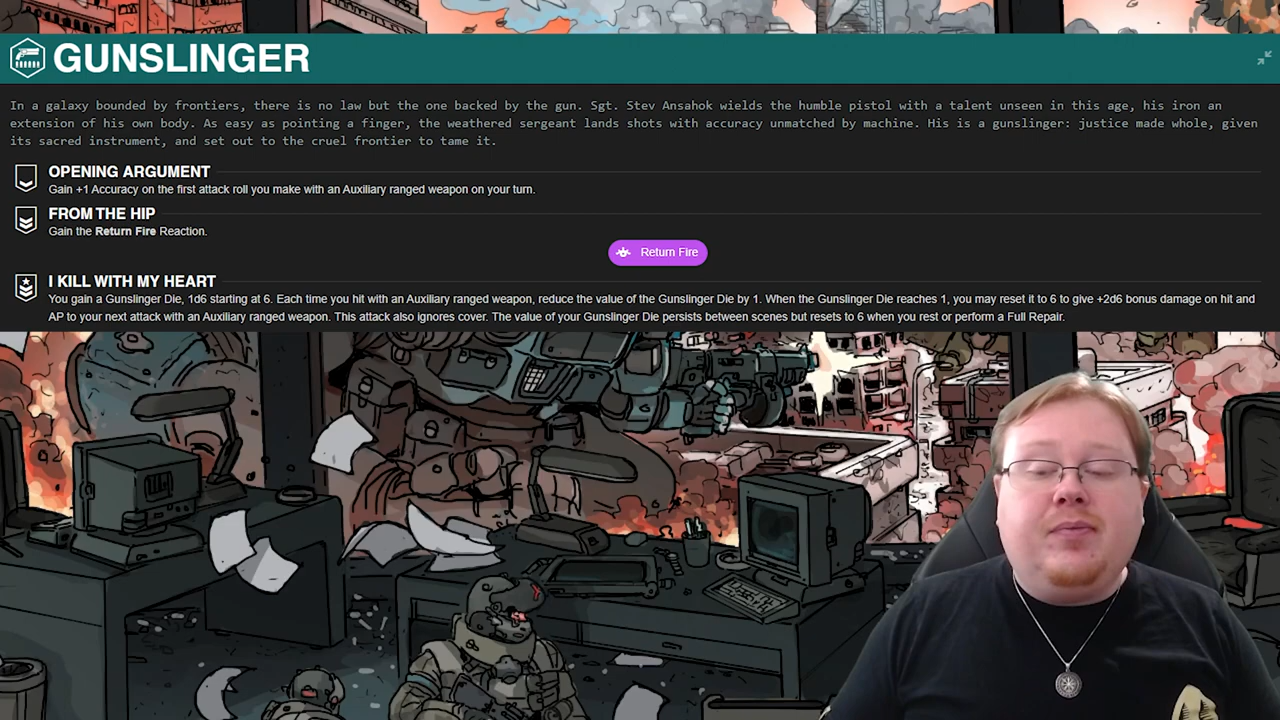 GUNSLINGER
In a galaxy bounded by frontiers, there is no law but the one backed by the gun. Sgt. Stev Ansahok wields the humble pistol with a talent unseen in this age, his iron an
extension of his own body. As easy as pointing a finger, the weathered sergeant lands shots with accuracy unmatched by machine. His is a gunslinger: justice made whole, given
its sacred instrument, and set out to the cruel frontier to tame it.
OPENING ARGUMENT
Gain +1 Accuracy on the first attack roll you make with an Auxiliary ranged weapon on your turn.
FROM THE HIP
Gain the Return Fire Reaction.
Return Fire
I KILL WITH MY HEART
You gain a Gunslinger Die, 1d6 starting at 6. Each time you hit with an Auxiliary ranged weapon, reduce the value of the Gunslinger Die by 1. When the Gunslinger Die reaches 1, you may reset it to 6 to give +2d6 bonus damage on hit and
AP to your next attack with an Auxiliary ranged weapon. This attack also ignores cover. The value of your Gunslinger Die persists between scenes but resets to 6 when you rest or perform a Full Repair.